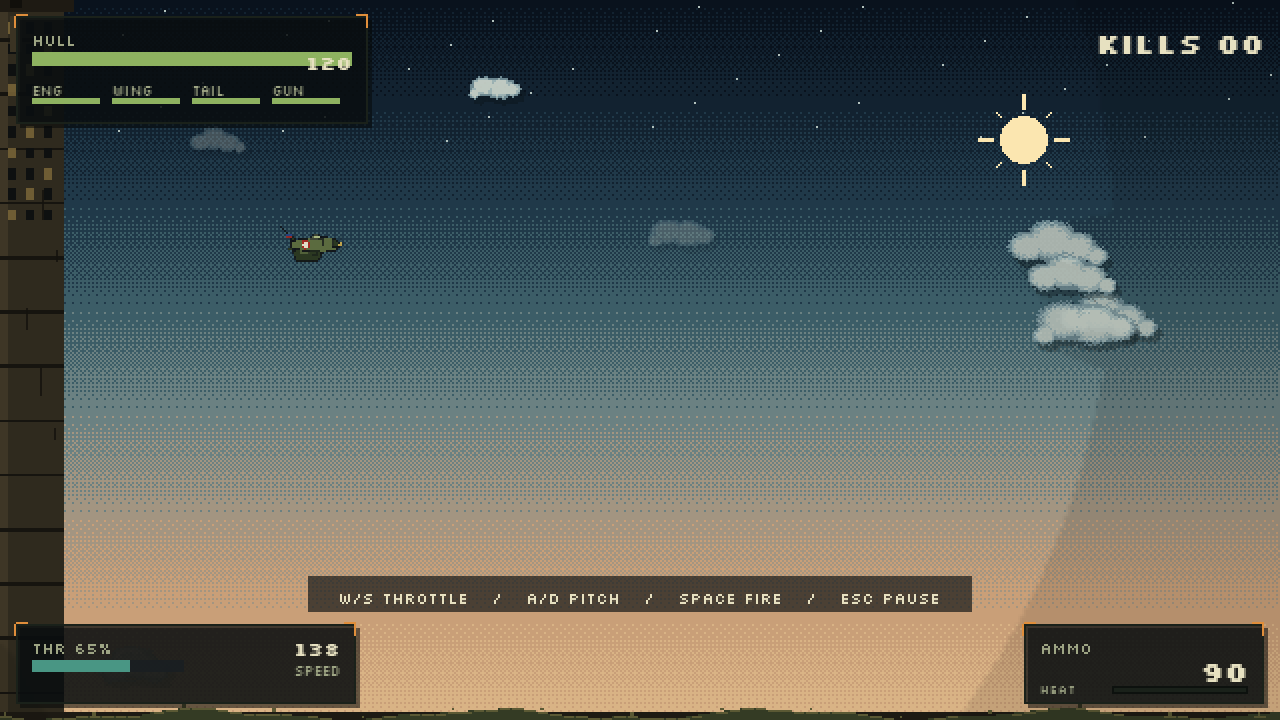 HULL
120
ENG WING TAIL GUN
KILLS 00
W/S THROTTLE / A/D PITCH / SPACE FIRE / ESC PAUSE
THR 65%
138
SPEED
AMMO
90
HEAT